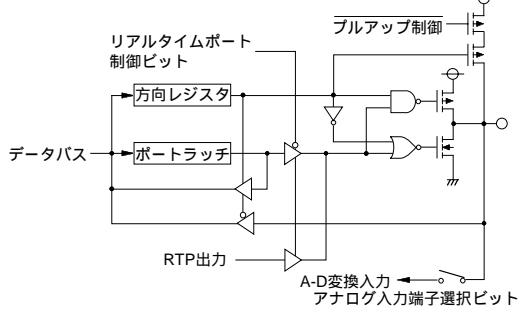 プルアップ制御
リアルタイムポート
制御ビット
方向レジスタ
データバス
ポートラッチ
RTP出力
A-D変換入力
アナログ入力端子選択ビット